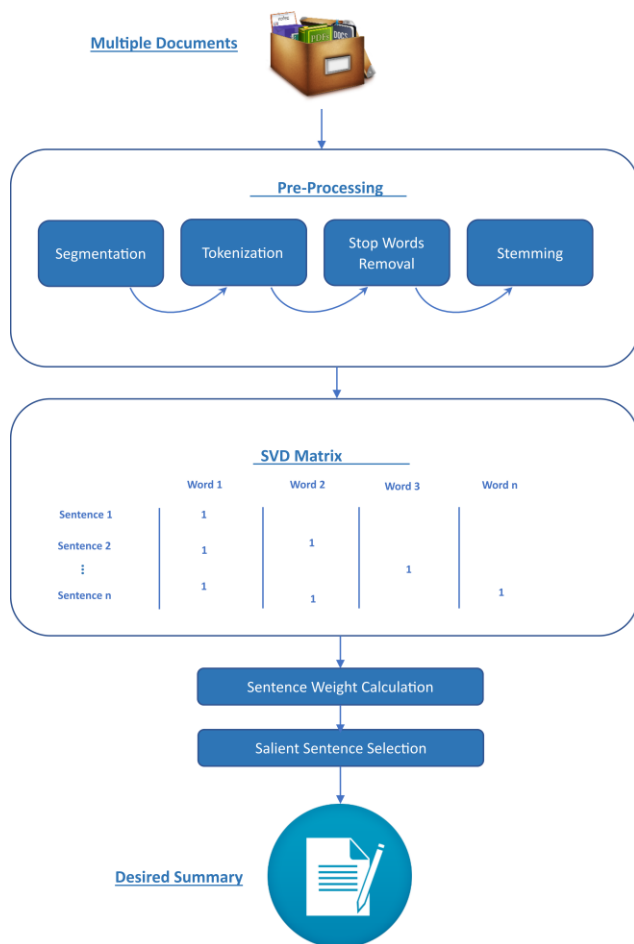 Multiple Documents
PDFs
DOCS
Pre-Processing
Segmentation
Tokenization
Stop Words
Removal
Stemming
SVD Matrix
Word 1 Word 2 Word 3 Word n
Sentence 1 1
Sentence 2 1 1
⋮ 1
Sentence n 1 1 1
Sentence Weight Calculation
Salient Sentence Selection
Desired Summary